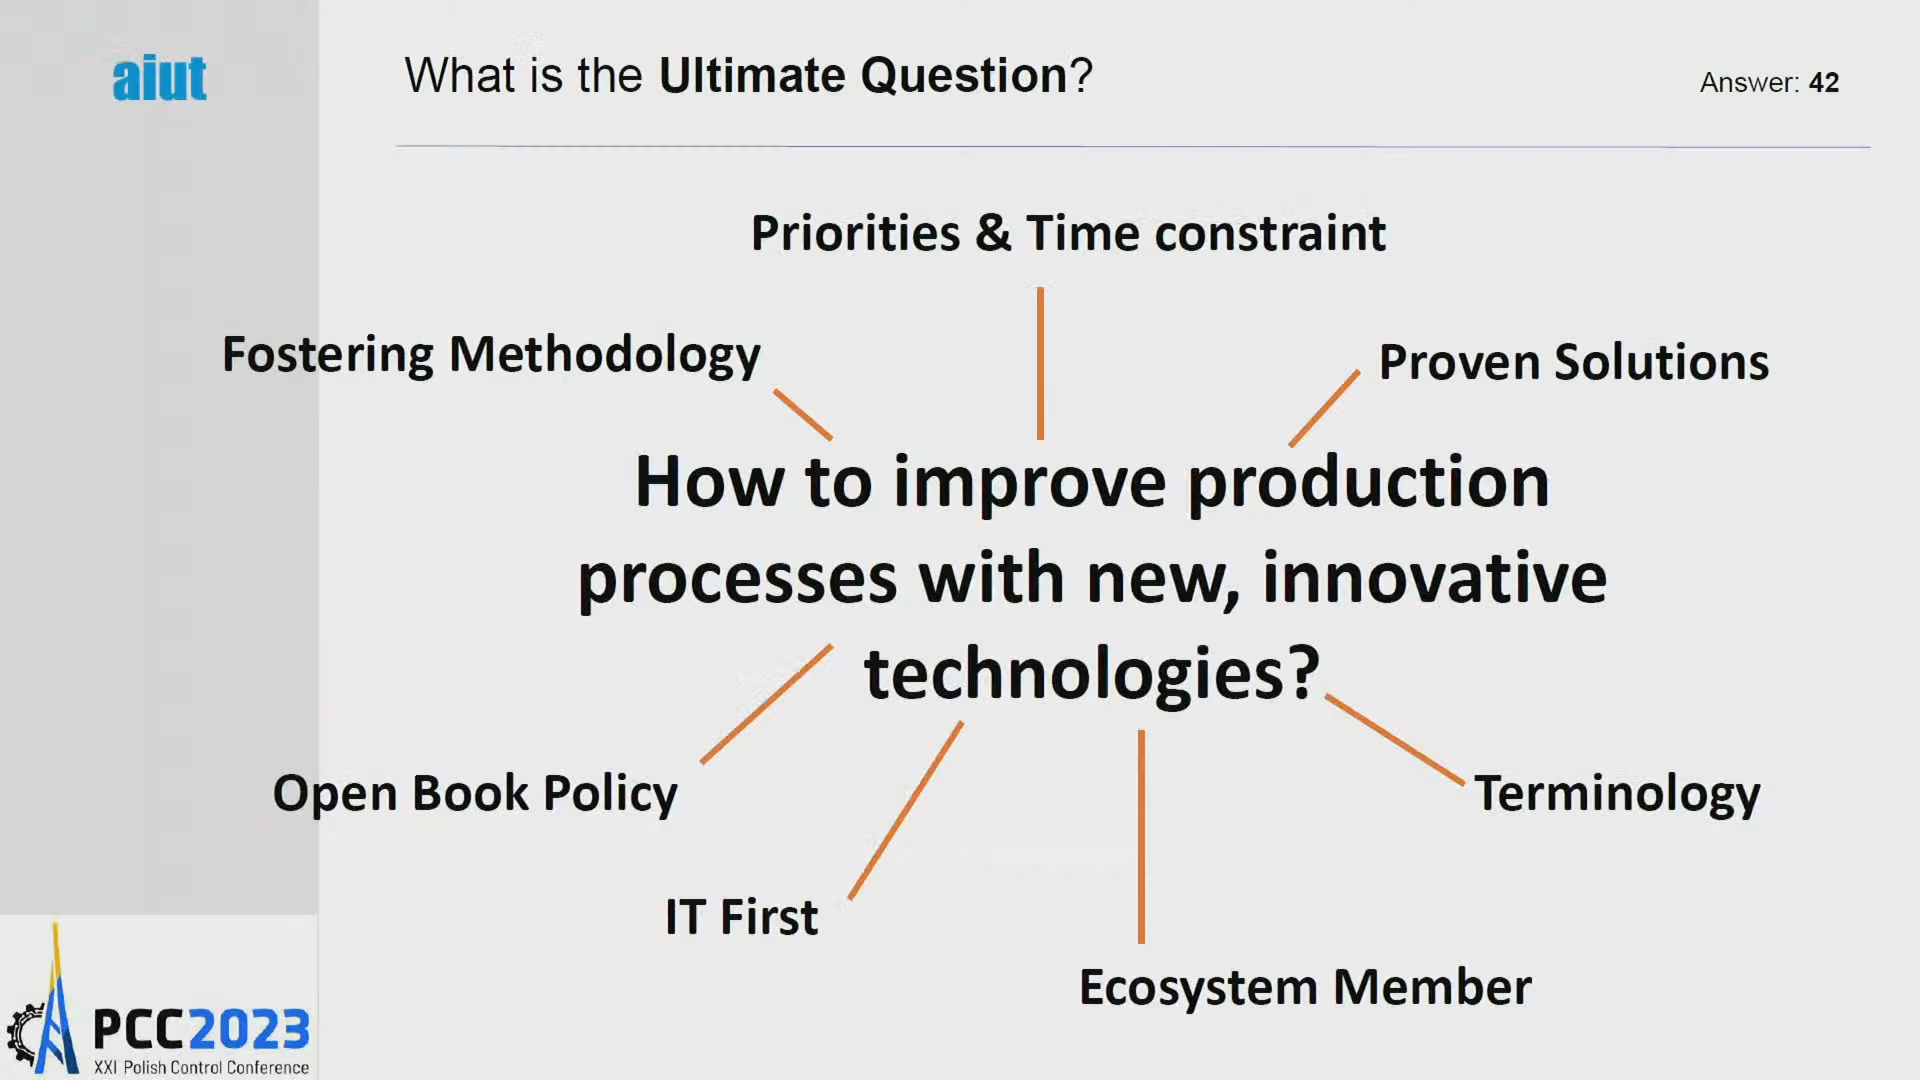 aiut
What is the Ultimate Question?
Answer: 42
Priorities & Time constraint
Fostering Methodology
Proven Solutions
How to improve production
processes with new, innovative
technologies?
Open Book Policy
Terminology
IT First
Ecosystem Member
PCC2023
XXI Polish Control Conference